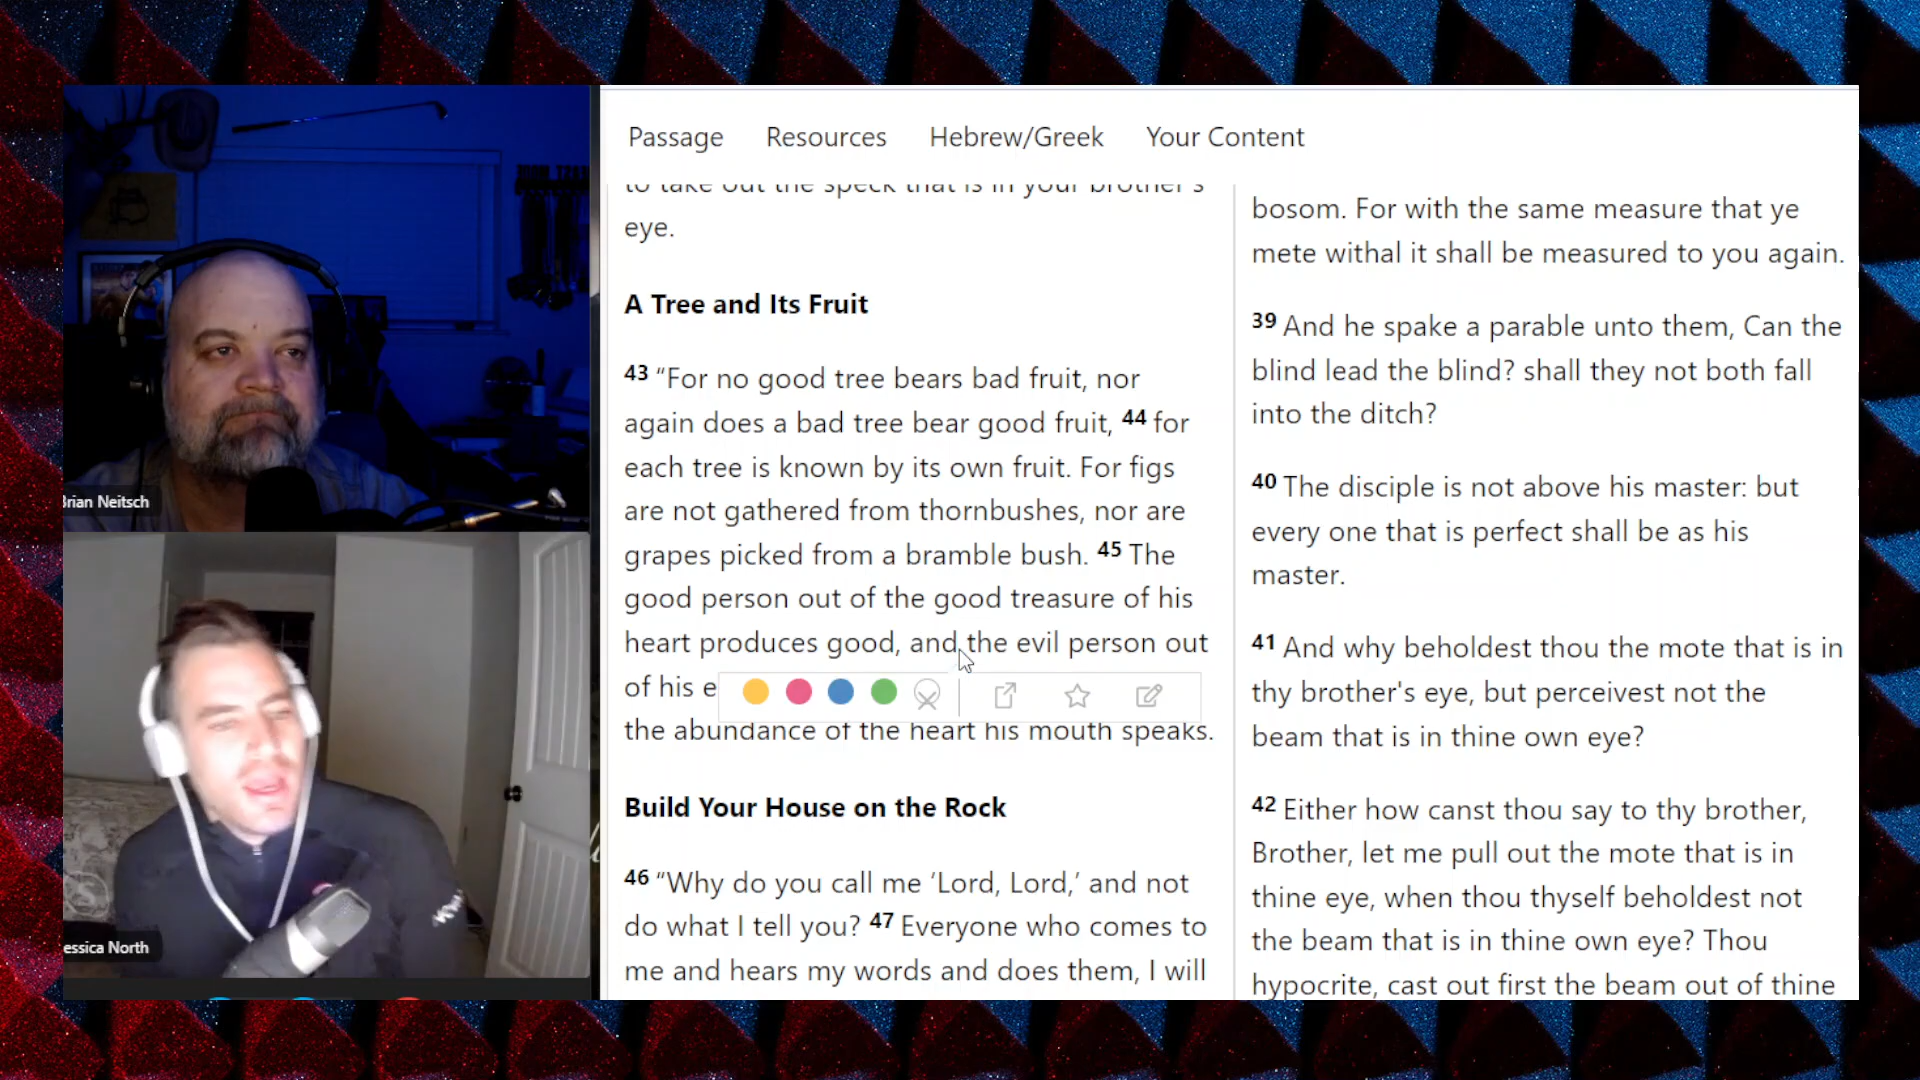 Passage Resources Hebrew/Greek Your Content
to take out the speck that is in your brother's
eye.
A Tree and Its Fruit
43 “For no good tree bears bad fruit, nor
again does a bad tree bear good fruit, 44 for
each tree is known by its own fruit. For figs
are not gathered from thornbushes, nor are
grapes picked from a bramble bush. 45 The
good person out of the good treasure of his
heart produces good, and the evil person out
of his e
the abundance of the heart his mouth speaks.
Build Your House on the Rock
46 “Why do you call me ‘Lord, Lord,’ and not
do what I tell you? 47 Everyone who comes to
me and hears my words and does them, I will
bosom. For with the same measure that ye
mete withal it shall be measured to you again.
39 And he spake a parable unto them, Can the
blind lead the blind? shall they not both fall
into the ditch?
40 The disciple is not above his master: but
every one that is perfect shall be as his
master.
41 And why beholdest thou the mote that is in
thy brother's eye, but perceivest not the
beam that is in thine own eye?
42 Either how canst thou say to thy brother,
Brother, let me pull out the mote that is in
thine eye, when thou thyself beholdest not
the beam that is in thine own eye? Thou
hypocrite, cast out first the beam out of thine
Brian Neitsch
essica North